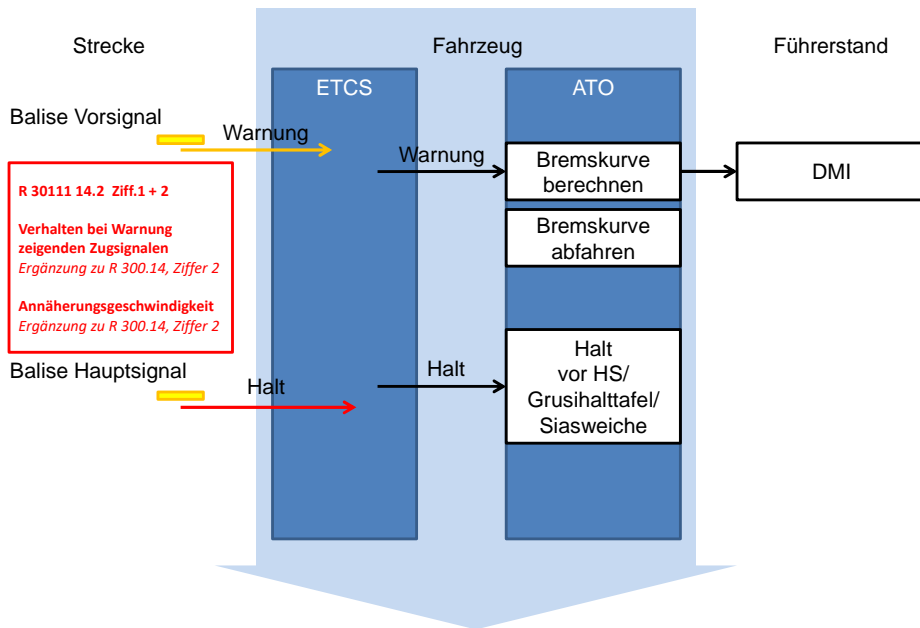 Strecke
Fahrzeug
Führerstand
ETCS
ATO
Balise Vorsignal
Warnung
Warnung
Bremskurve
berechnen
DMI
R 30111 14.2 Ziff.1 + 2
Verhalten bei Warnung
zeigenden Zugsignalen
Ergänzung zu R 300.14, Ziffer 2
Annäherungsgeschwindigkeit
Ergänzung zu R 300.14, Ziffer 2
Bremskurve
abfahren
Balise Hauptsignal
Halt
Halt
Halt
vor HS/
Grusihalttafel/
Siasweiche